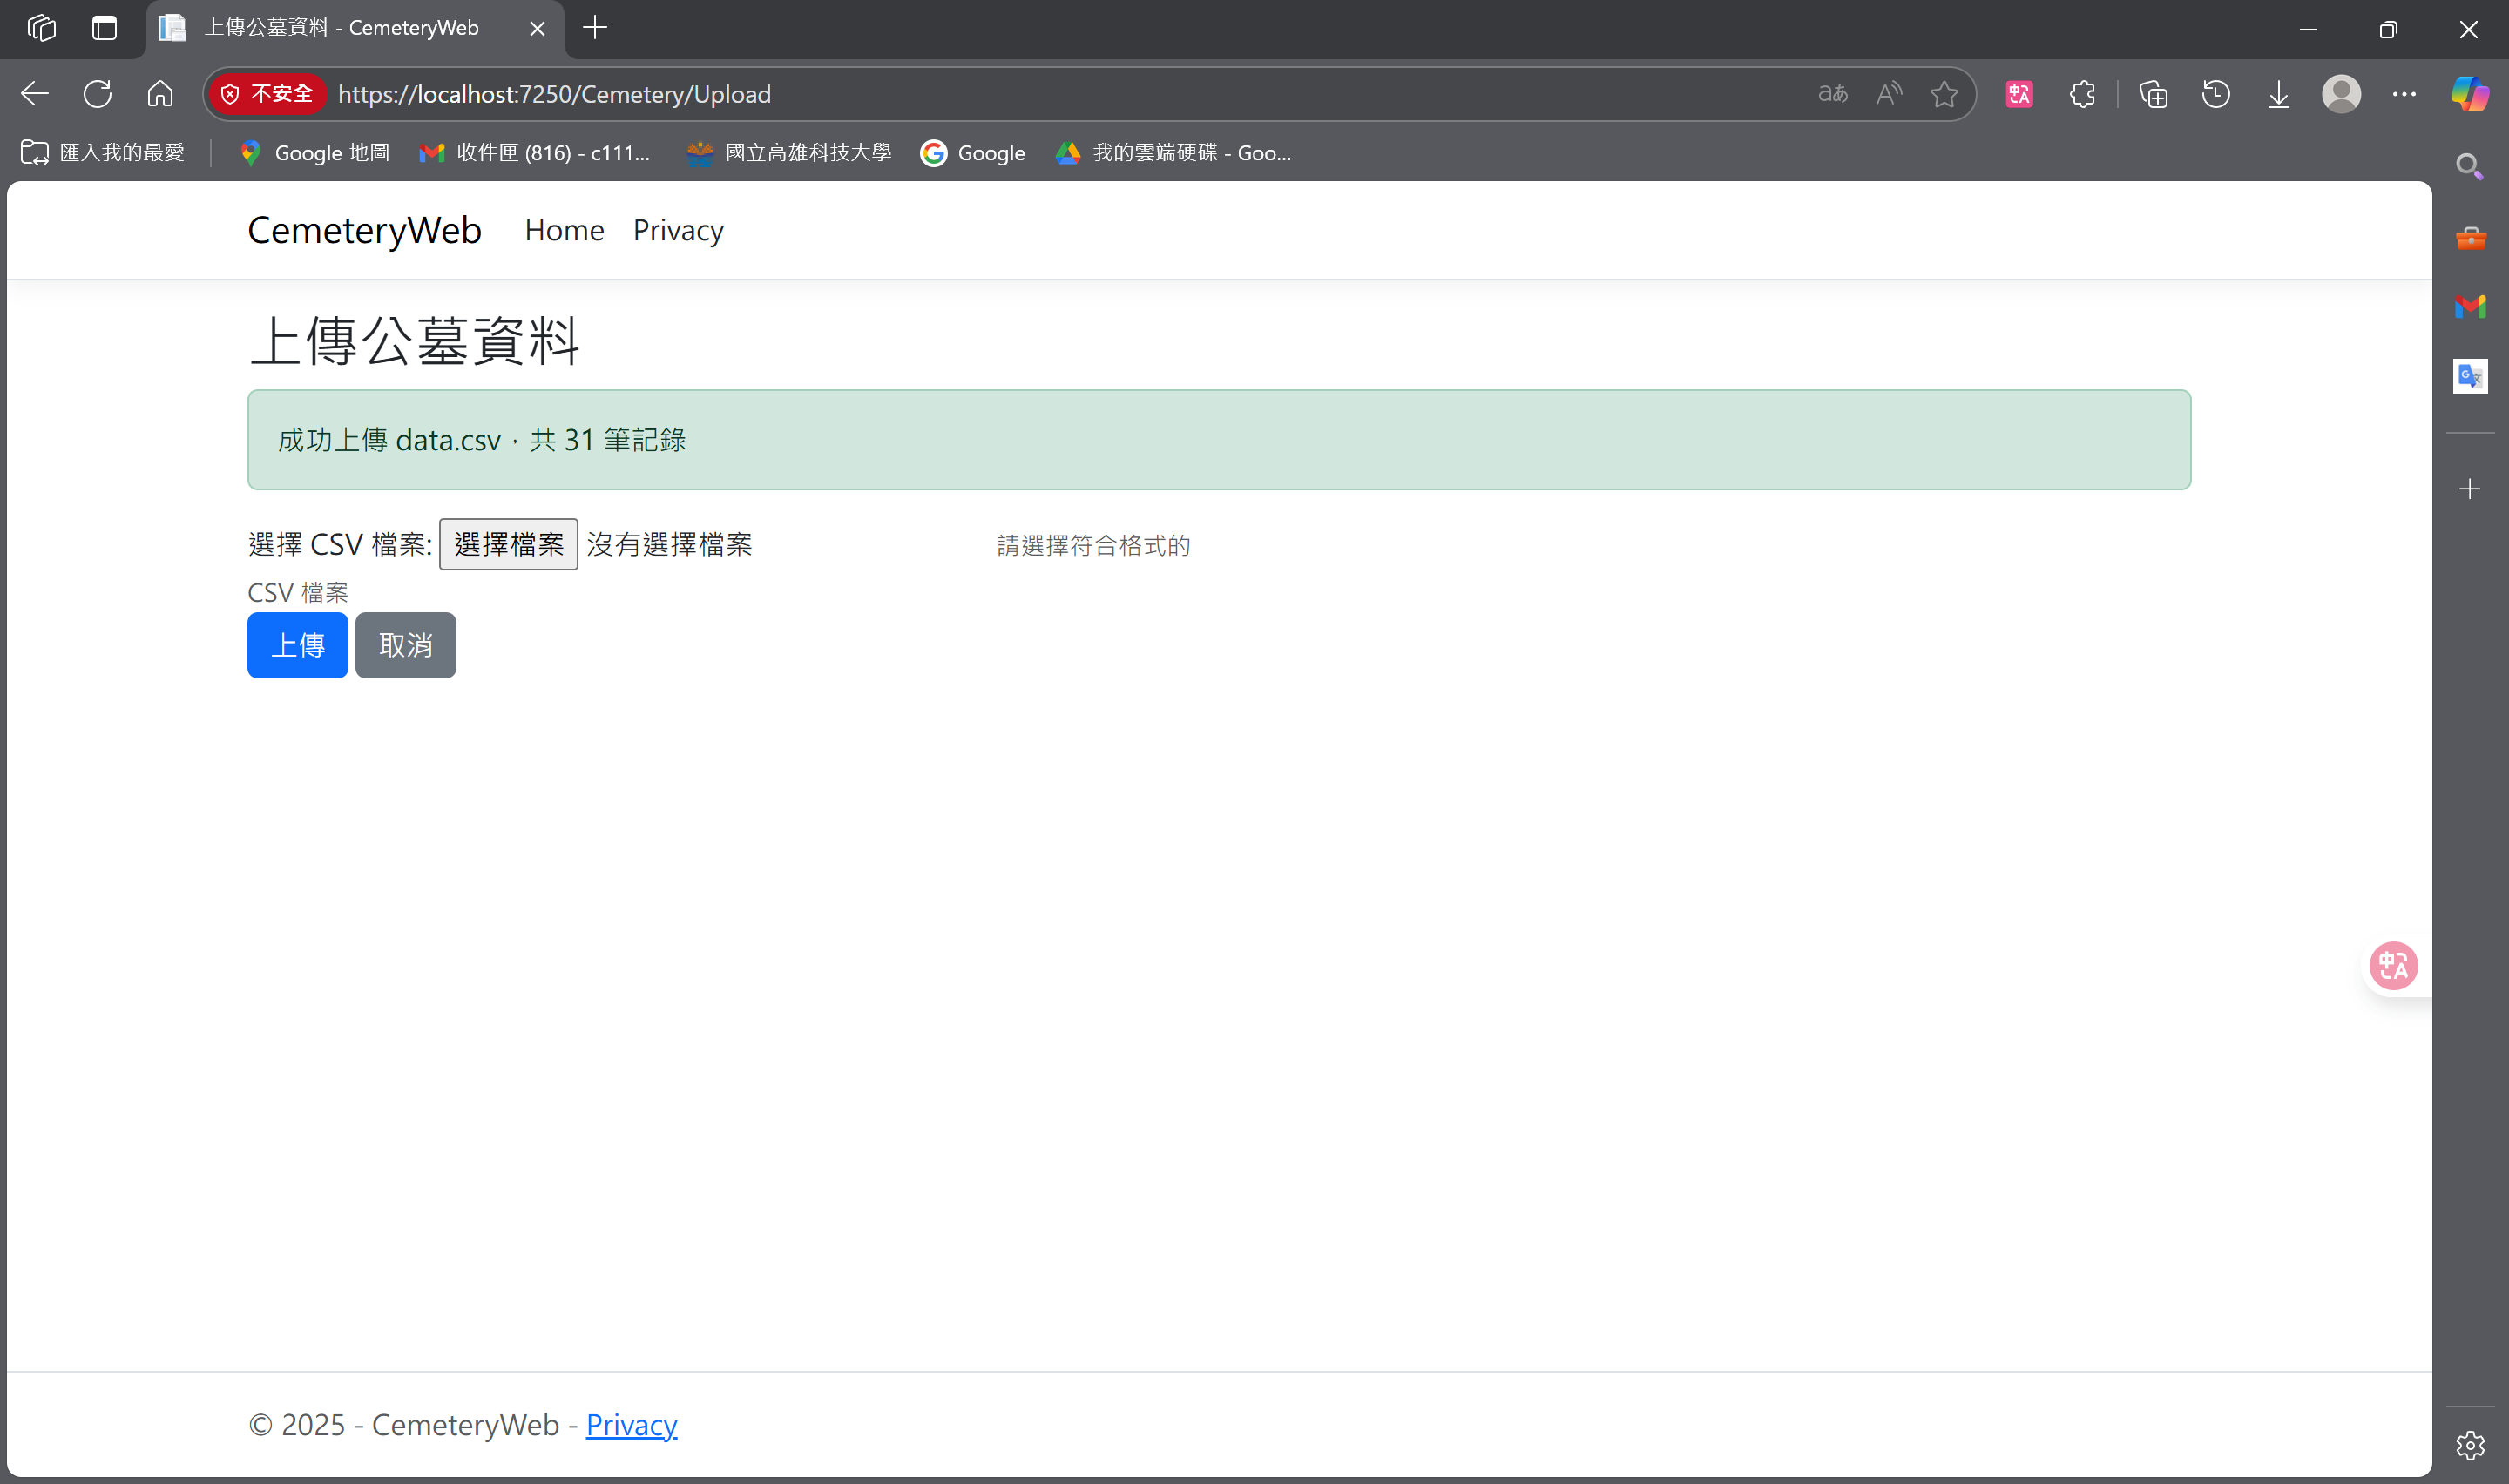 上傳公墓資料 - CemeteryWeb
不安全 https://localhost:7250/Cemetery/Upload
匯入我的最愛 Google 地圖 收件匣 (816) - c111... 國立高雄科技大學 Google 我的雲端硬碟 - Goo...
CemeteryWeb Home Privacy
上傳公墓資料
成功上傳 data.csv，共 31 筆記錄
選擇 CSV 檔案: 選擇檔案 沒有選擇檔案 請選擇符合格式的
CSV 檔案
上傳 取消
© 2025 - CemeteryWeb - Privacy